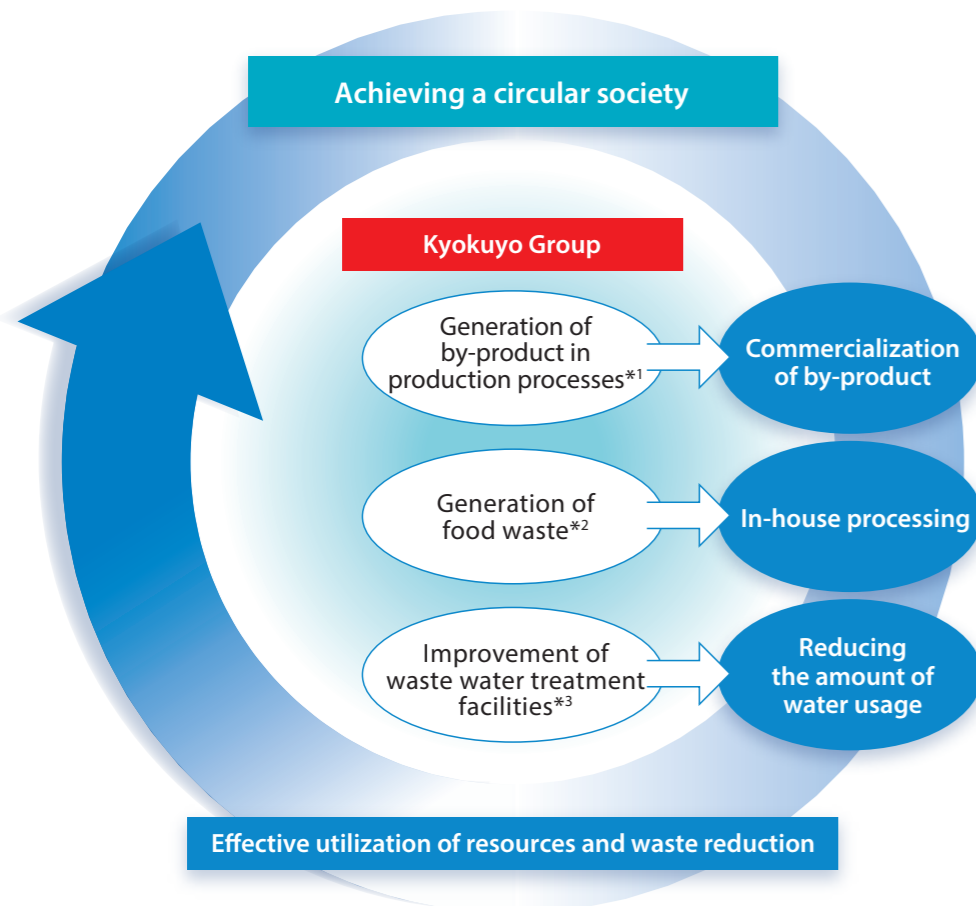 Achieving a circular society
Kyokuyo Group
Generation of
by-product in
production processes*1
Commercialization
of by-product
Generation of
food waste*2
In-house processing
Improvement of
waste water treatment
facilities*3
Reducing
the amount of
water usage
Effective utilization of resources and waste reduction